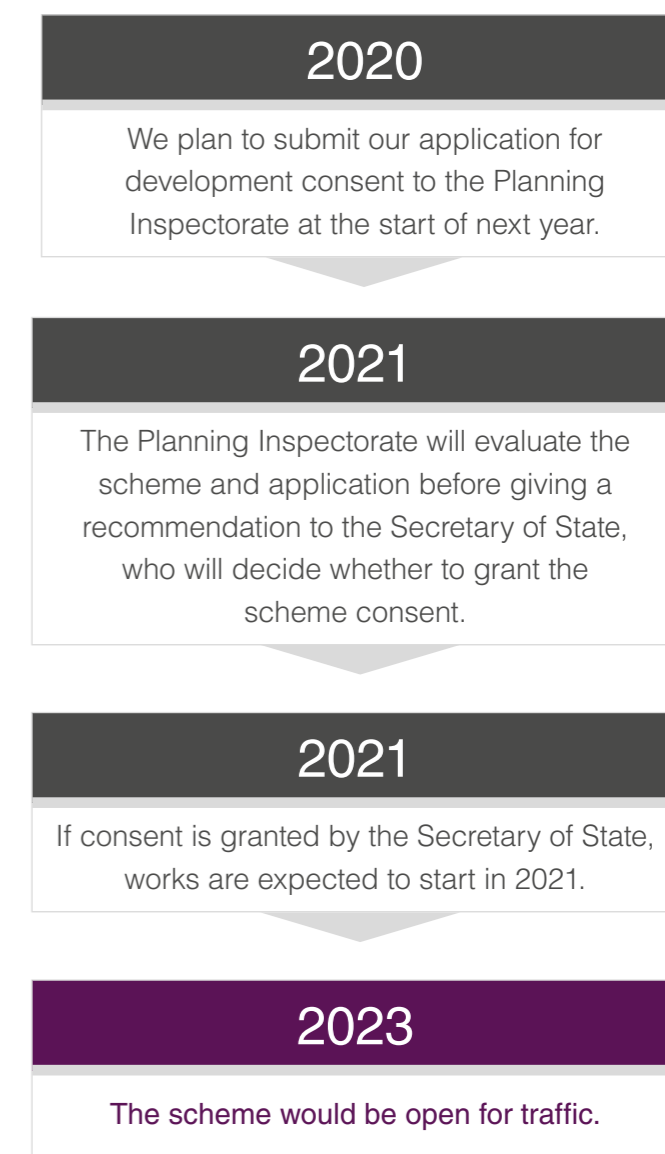 2020
We plan to submit our application for
development consent to the Planning
Inspectorate at the start of next year.
2021
The Planning Inspectorate will evaluate the
scheme and application before giving a
recommendation to the Secretary of State,
who will decide whether to grant the
scheme consent.
2021
If consent is granted by the Secretary of State,
works are expected to start in 2021.
2023
The scheme would be open for traffic.